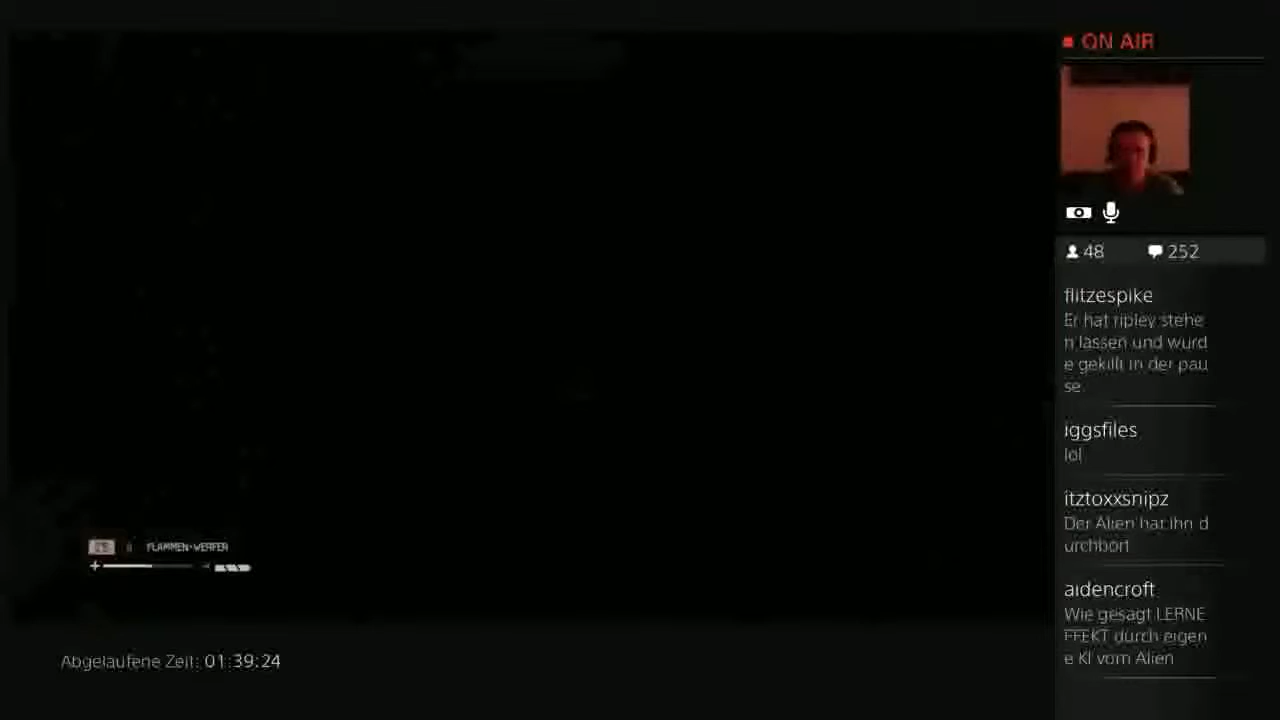 ON AIR
48 252
flitzespike
Er hat ripley stehe
n lassen und wurd
e gekillt in der pau
se.
iggsfiles
lol
itztoxxsnipz
Der Alien hat ihn d
urchbort
aidencroft
Wie gesagt LERNE
FFEKT durch eigen
e KI vom Alien
FLAMMEN-WERFER
Abgelaufene Zeit: 01:39:24